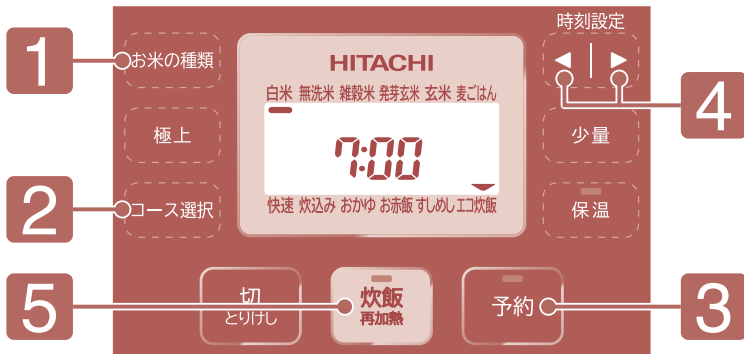 時刻設定
1
お米の種類
HITACHI
◀ | ▶
4
白米 無洗米 雑穀米 発芽玄米 玄米 麦ごはん
極上
7:00
少量
2
コース選択
快速 炊込み おかゆ お赤飯 すしめし エコ炊飯
保温
5
切
とりけし
炊飯
再加熱
予約
3